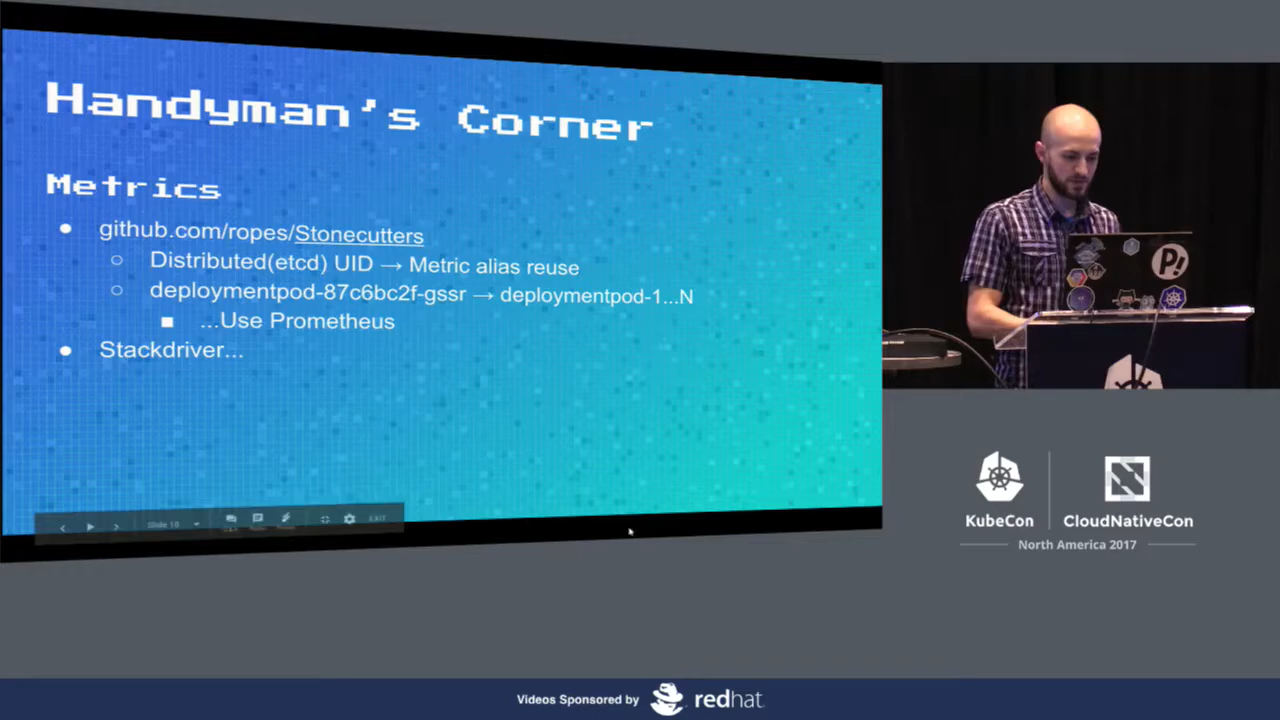 Handyman's Corner
Metrics
● github.com/ropes/Stonecutters
○ Distributed(etcd) UID → Metric alias reuse
○ deploymentpod-87c6bc2f-gssr → deploymentpod-1...N
■ ...Use Prometheus
● Stackdriver...
EXIT
P!
KubeCon
CloudNativeCon
North America 2017
Videos Sponsored by
redhat